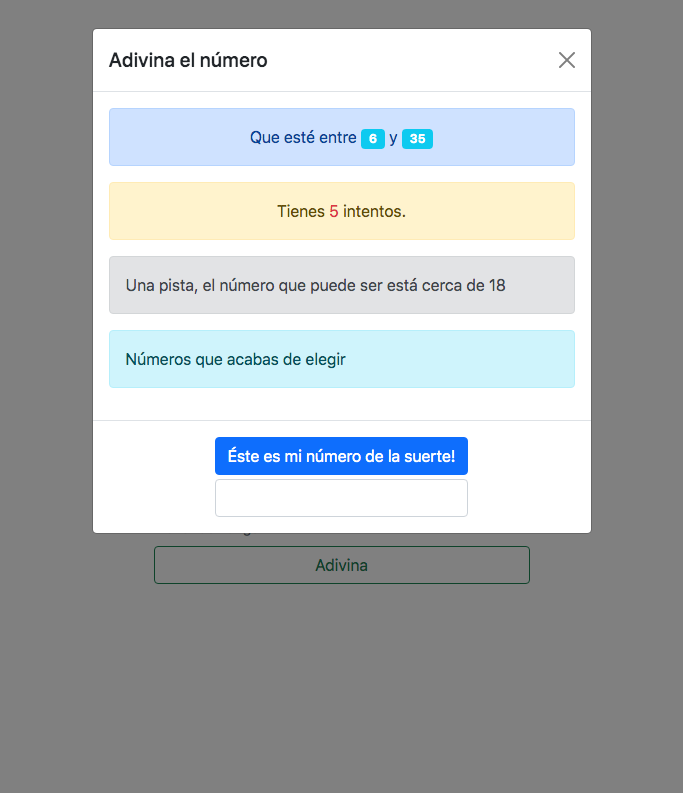 Adivina el número
Que esté entre 6 y 35
Tienes 5 intentos.
Una pista, el número que puede ser está cerca de 18
Números que acabas de elegir
Éste es mi número de la suerte!
Adivina